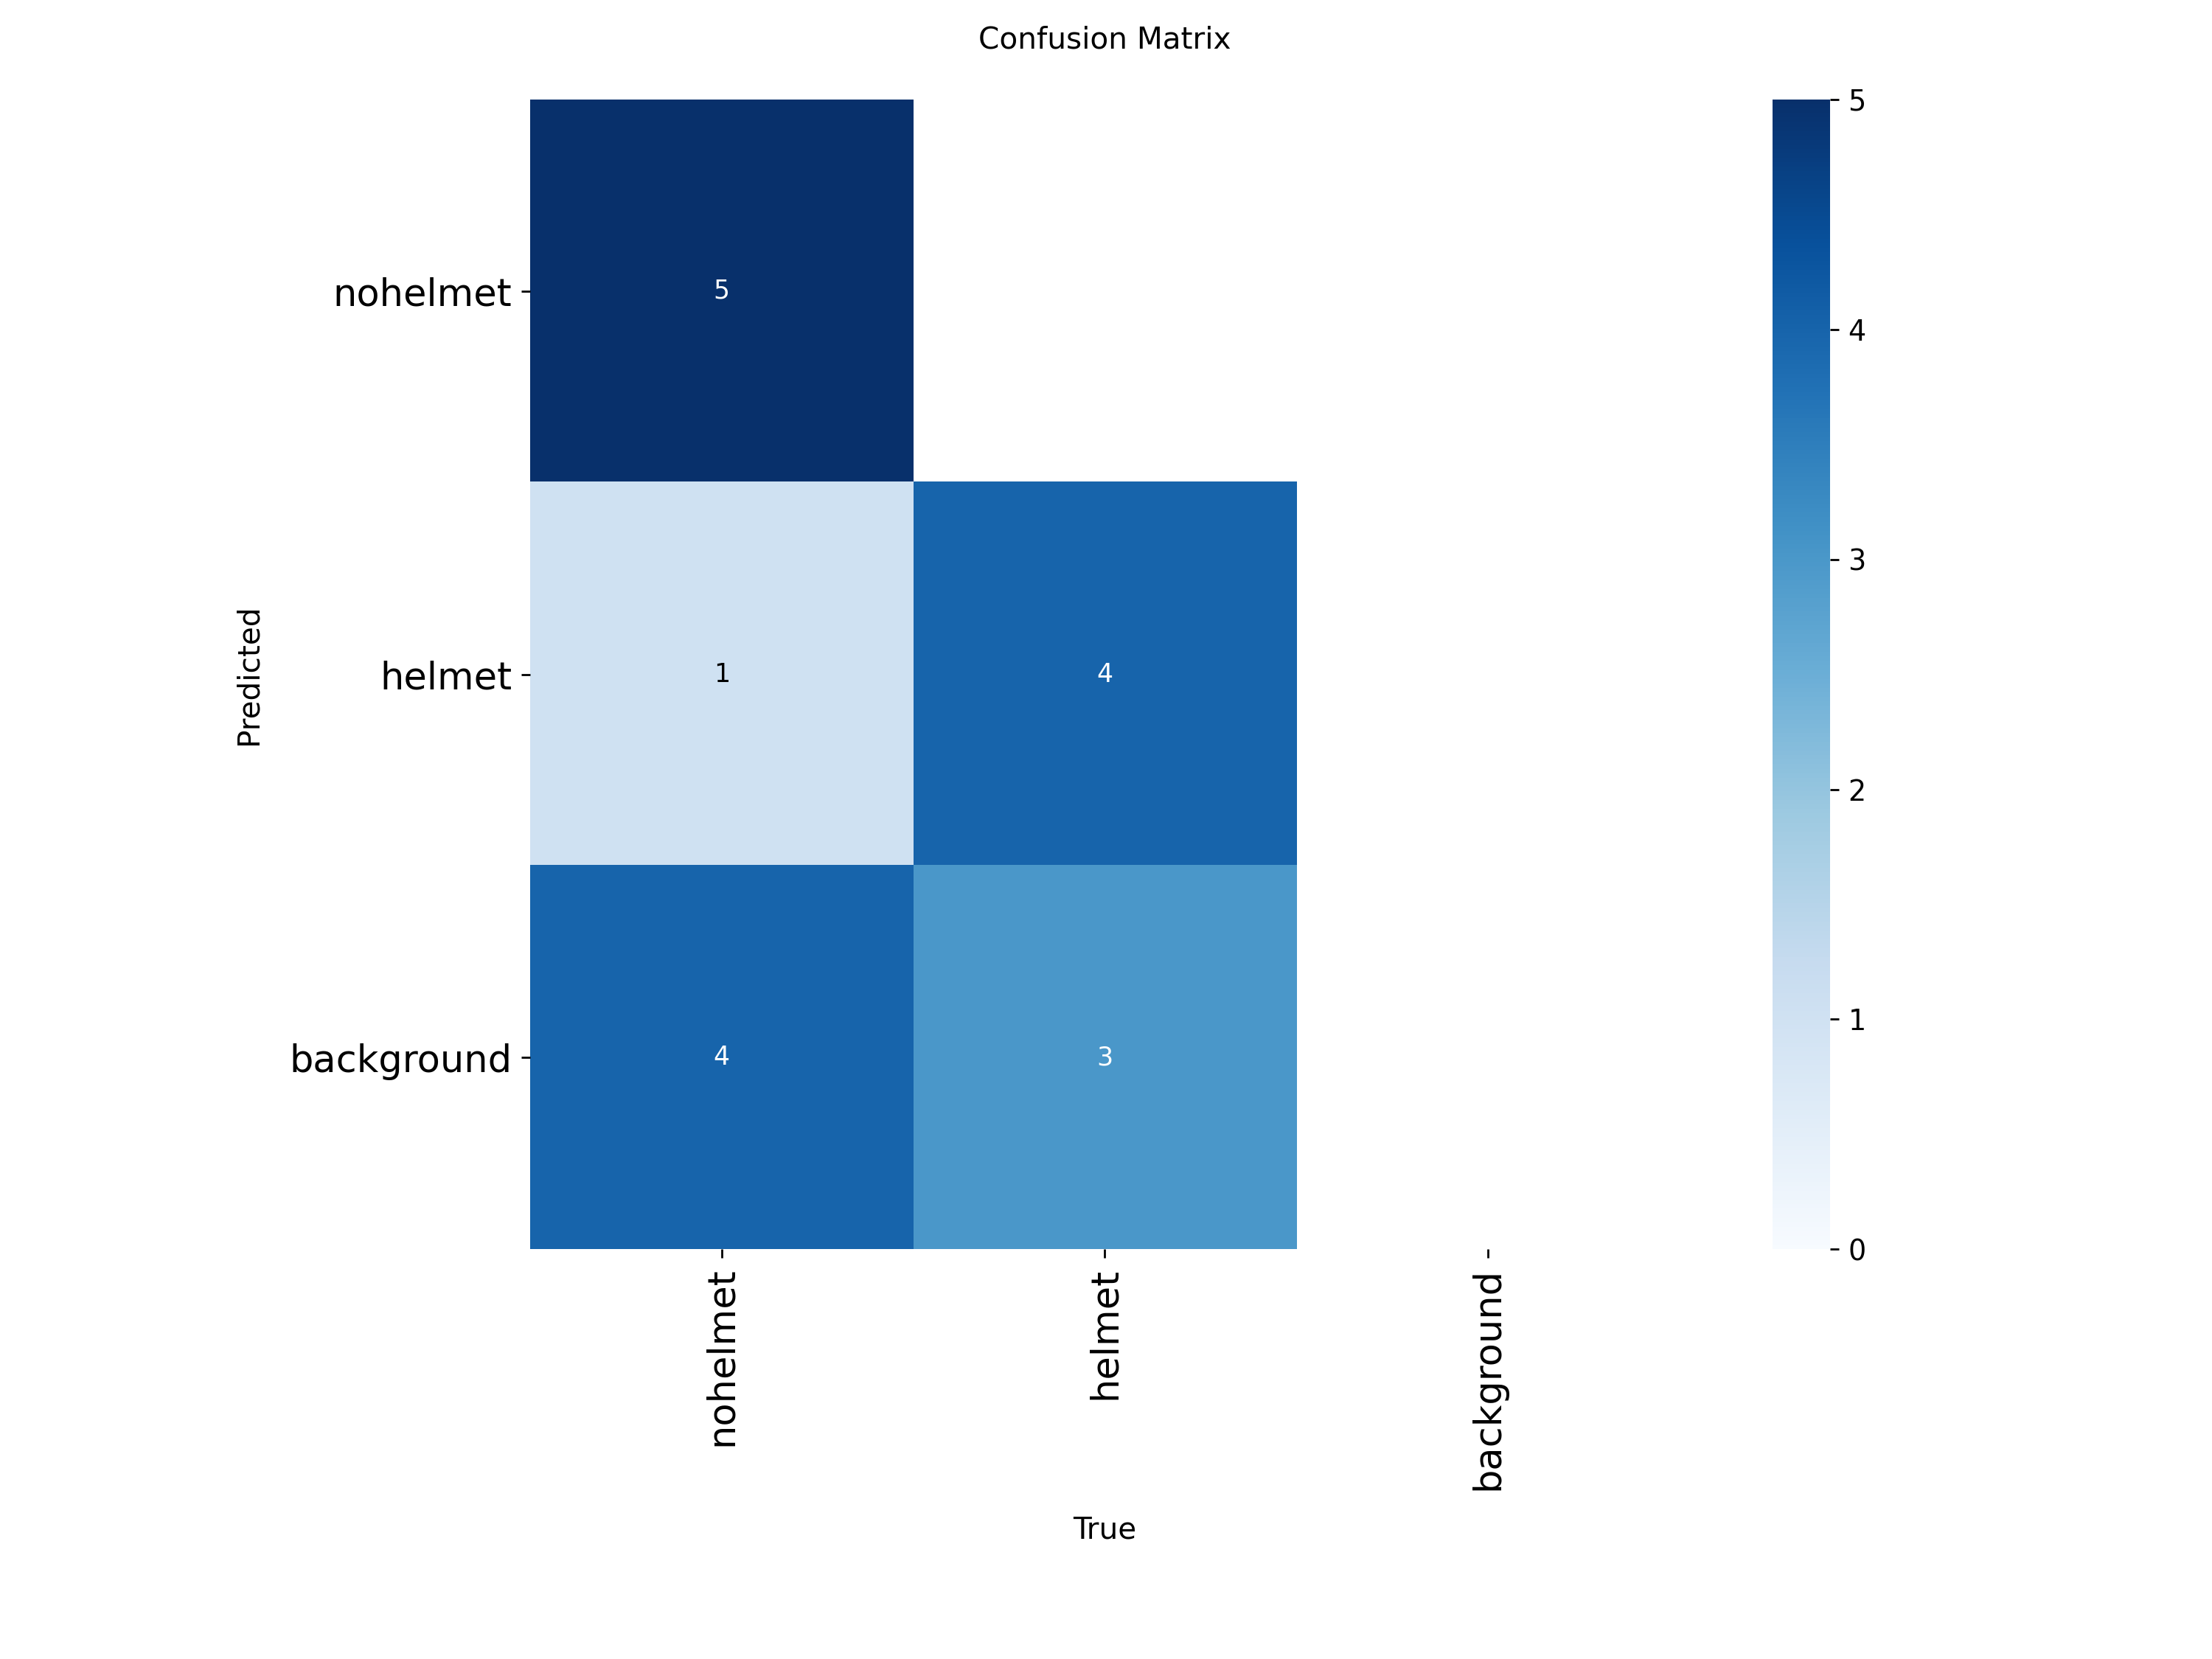 Confusion Matrix
nohelmet
helmet
background
Predicted
5
1
4
4
3
nohelmet
helmet
background
True
5
4
3
2
1
0